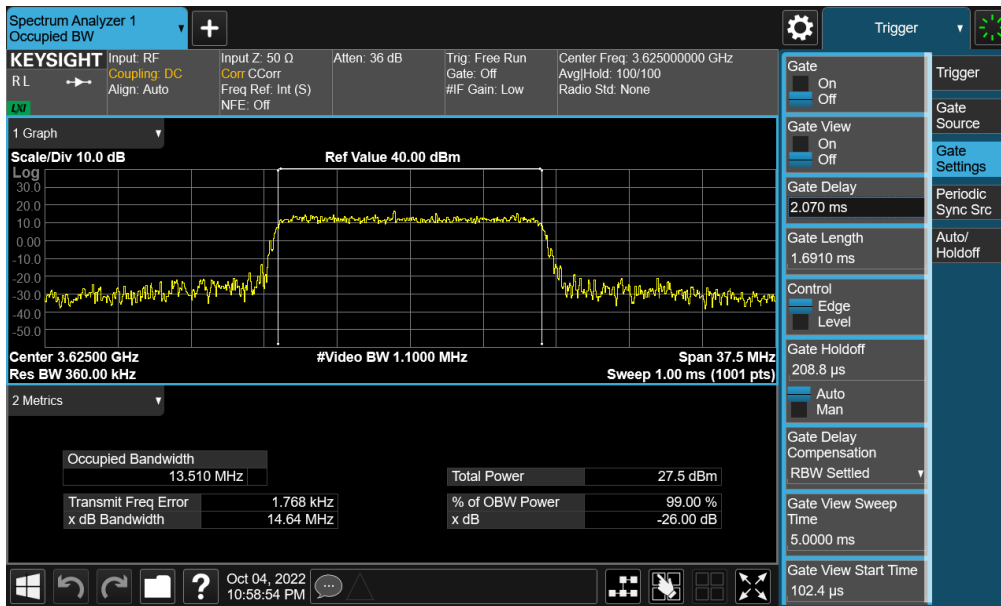 Spectrum Analyzer 1
Occupied BW
Trigger
KEYSIGHT
Input: RF
Coupling: DC
Align: Auto
Input Z: 50 Ω
Corr CCorr
Freq Ref: Int (S)
NFE: Off
Atten: 36 dB
Trig: Free Run
Gate: Off
#IF Gain: Low
Center Freq: 3.625000000 GHz
Avg|Hold: 100/100
Radio Std: None
R L
LXI
1 Graph
Scale/Div 10.0 dB
Ref Value 40.00 dBm
Log
30.0
20.0
10.0
0.00
-10.0
-20.0
-30.0
-40.0
-50.0
Center 3.62500 GHz
#Video BW 1.1000 MHz
Span 37.5 MHz
Res BW 360.00 kHz
Sweep 1.00 ms (1001 pts)
2 Metrics
Occupied Bandwidth
13.510 MHz
Transmit Freq Error 1.768 kHz
x dB Bandwidth 14.64 MHz
Total Power 27.5 dBm
% of OBW Power 99.00 %
x dB -26.00 dB
Oct 04, 2022
10:58:54 PM
Gate
On
Off
Gate View
On
Off
Gate Delay
2.070 ms
Gate Length
1.6910 ms
Control
Edge
Level
Gate Holdoff
208.8 µs
Auto
Man
Gate Delay
Compensation
RBW Settled
Gate View Sweep
Time
5.0000 ms
Gate View Start Time
102.4 µs
Trigger
Gate
Source
Gate
Settings
Periodic
Sync Src
Auto/
Holdoff